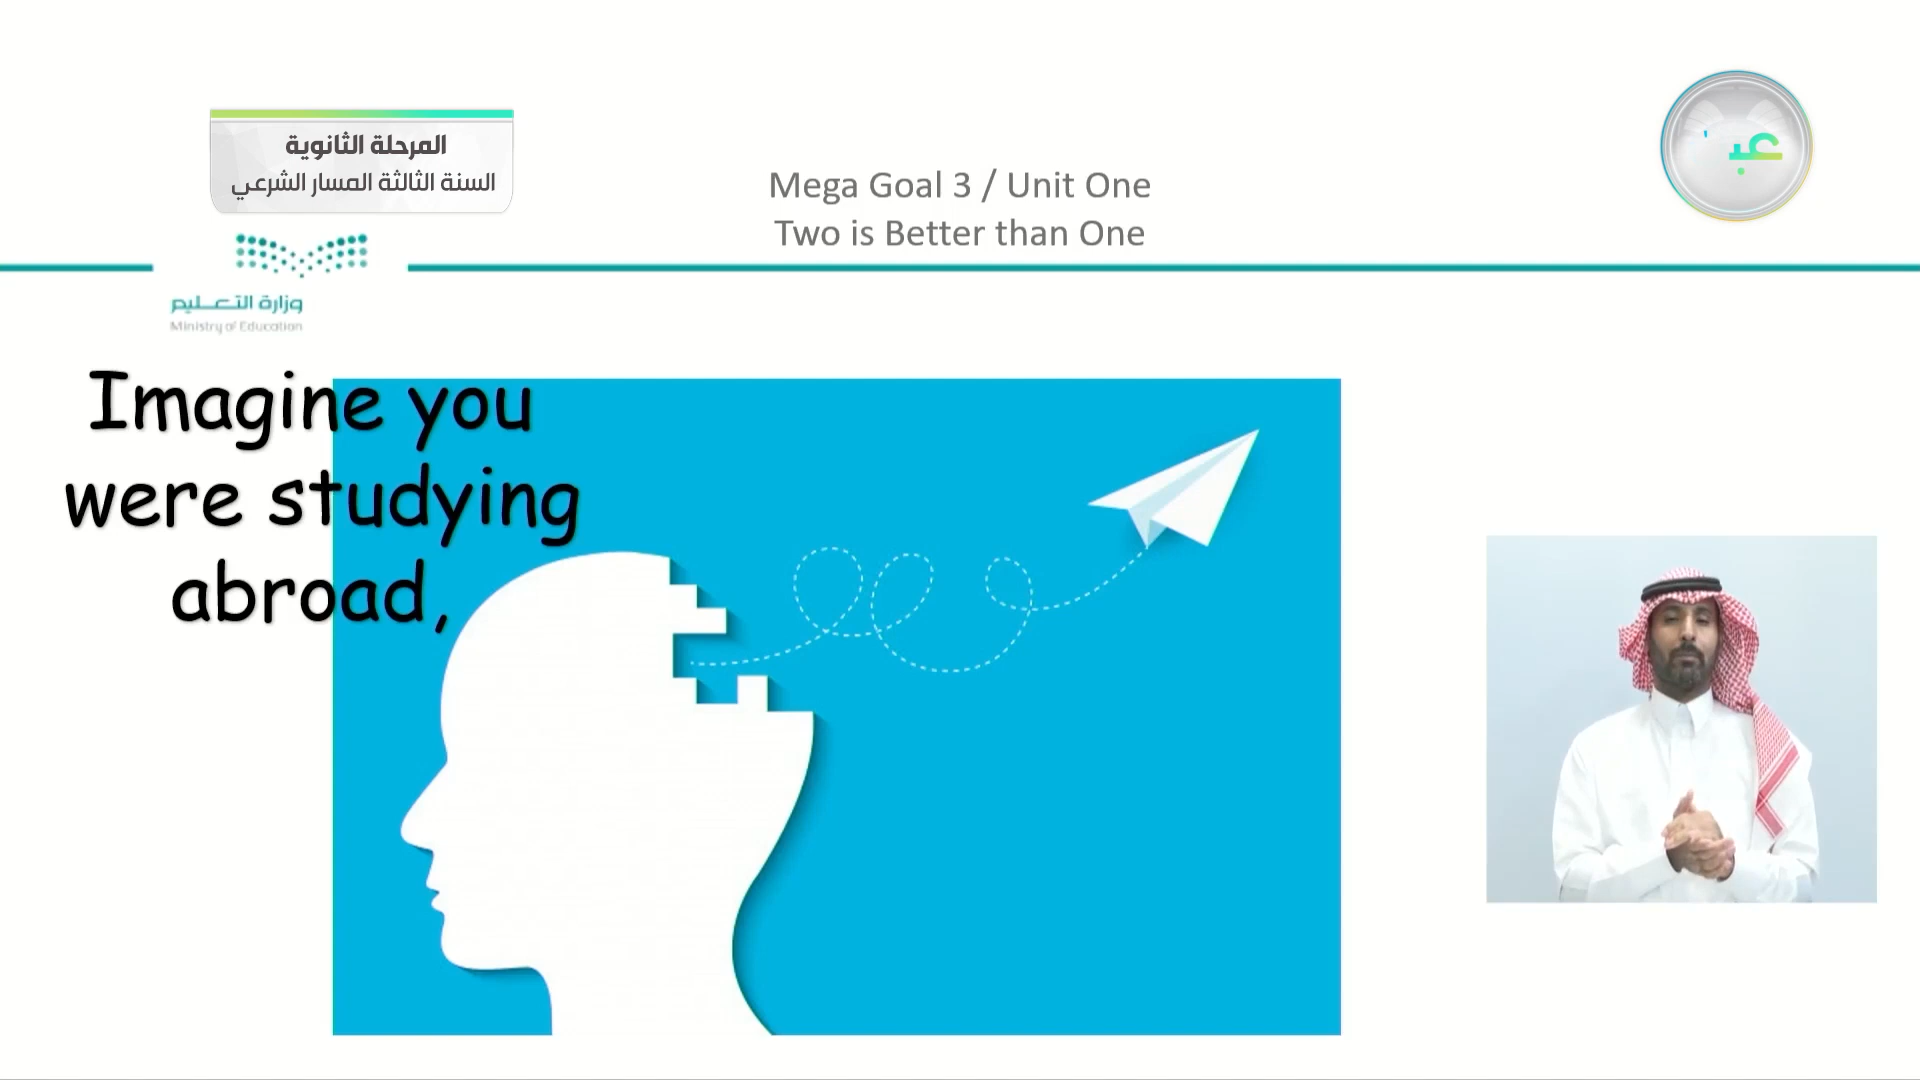 المرحلة الثانوية
السنة الثالثة المسار الشرعي
Mega Goal 3 / Unit One
Two is Better than One
وزارة التعليم
Ministry of Education
Imagine you
were studying
abroad,